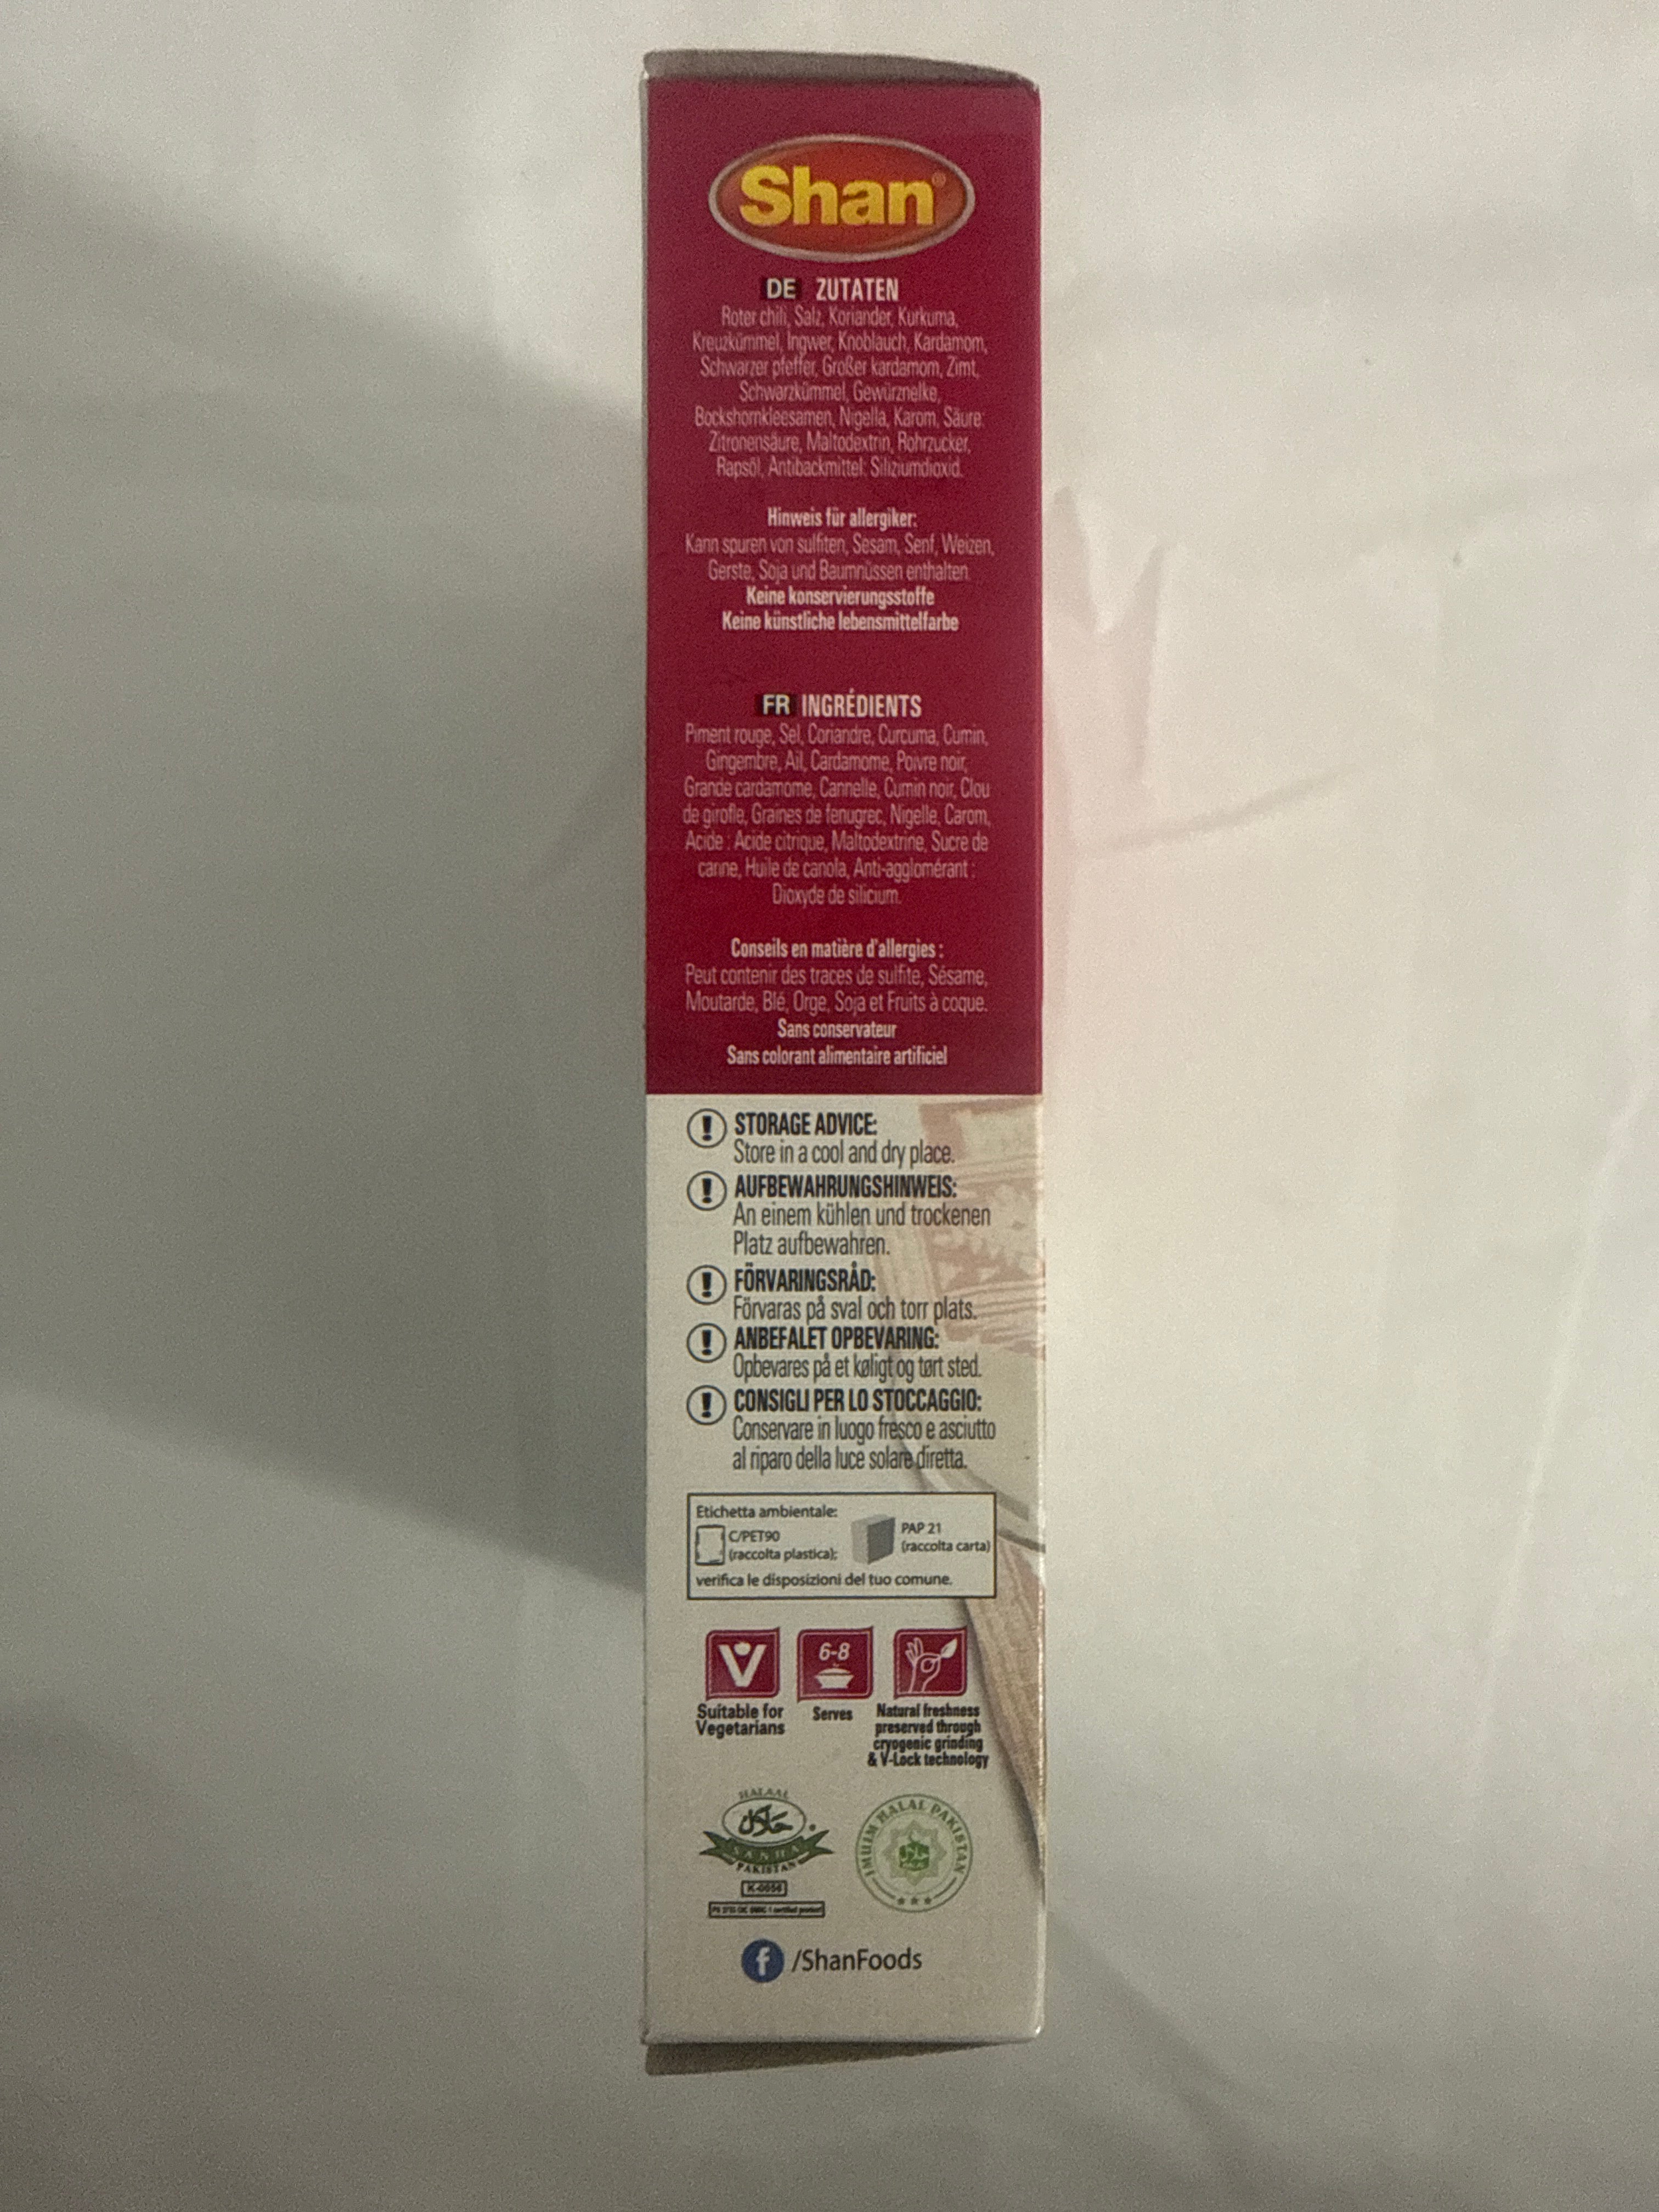 Shan®
DE ZUTATEN
Roter chili, Salz, Koriander, Kurkuma,
Kreuzkümmel, Ingwer, Knoblauch, Kardamom,
Schwarzer pfeffer, Großer kardamom, Zimt,
Schwarzkümmel, Gewürznelke,
Bockshornkleesamen, Nigella, Karom, Säure:
Zitronensäure, Maltodextrin, Rohrzucker,
Rapsöl, Antibackmittel: Siliziumdioxid.
Hinweis für allergiker:
Kann spuren von sulfiten, Sesam, Senf, Weizen,
Gerste, Soja und Baumnüssen enthalten.
Keine konservierungsstoffe
Keine künstliche lebensmittelfarbe
FR INGRÉDIENTS
Piment rouge, Sel, Coriandre, Curcuma, Cumin,
Gingembre, Ail, Cardamome, Poivre noir,
Grande cardamome, Cannelle, Cumin noir, Clou
de girofle, Graines de fenugrec, Nigelle, Carom,
Acide : Acide citrique, Maltodextrine, Sucre de
canne, Huile de canola, Anti-agglomérant :
Dioxyde de silicium.
Conseils en matière d'allergies :
Peut contenir des traces de sulfite, Sésame,
Moutarde, Blé, Orge, Soja et Fruits à coque.
Sans conservateur
Sans colorant alimentaire artificiel
! STORAGE ADVICE:
Store in a cool and dry place.
! AUFBEWAHRUNGSHINWEIS:
An einem kühlen und trockenen
Platz aufbewahren.
! FÖRVARINGSRÅD:
Förvaras på sval och torr plats.
! ANBEFALET OPBEVARING:
Opbevares på et køligt og tørt sted.
! CONSIGLI PER LO STOCCAGGIO:
Conservare in luogo fresco e asciutto
al riparo della luce solare diretta.
Etichetta ambientale:
C/PET90
(raccolta plastica);
PAP 21
(raccolta carta)
verifica le disposizioni del tuo comune.
V
Suitable for
Vegetarians
6-8
Serves
Natural freshness
preserved through
cryogenic grinding
& V-Lock technology
HALAAL
حلال
SANHA
PAKISTAN
K-0056
certified product
IMUIM HALAL PAKISTAN
حلال
f /ShanFoods